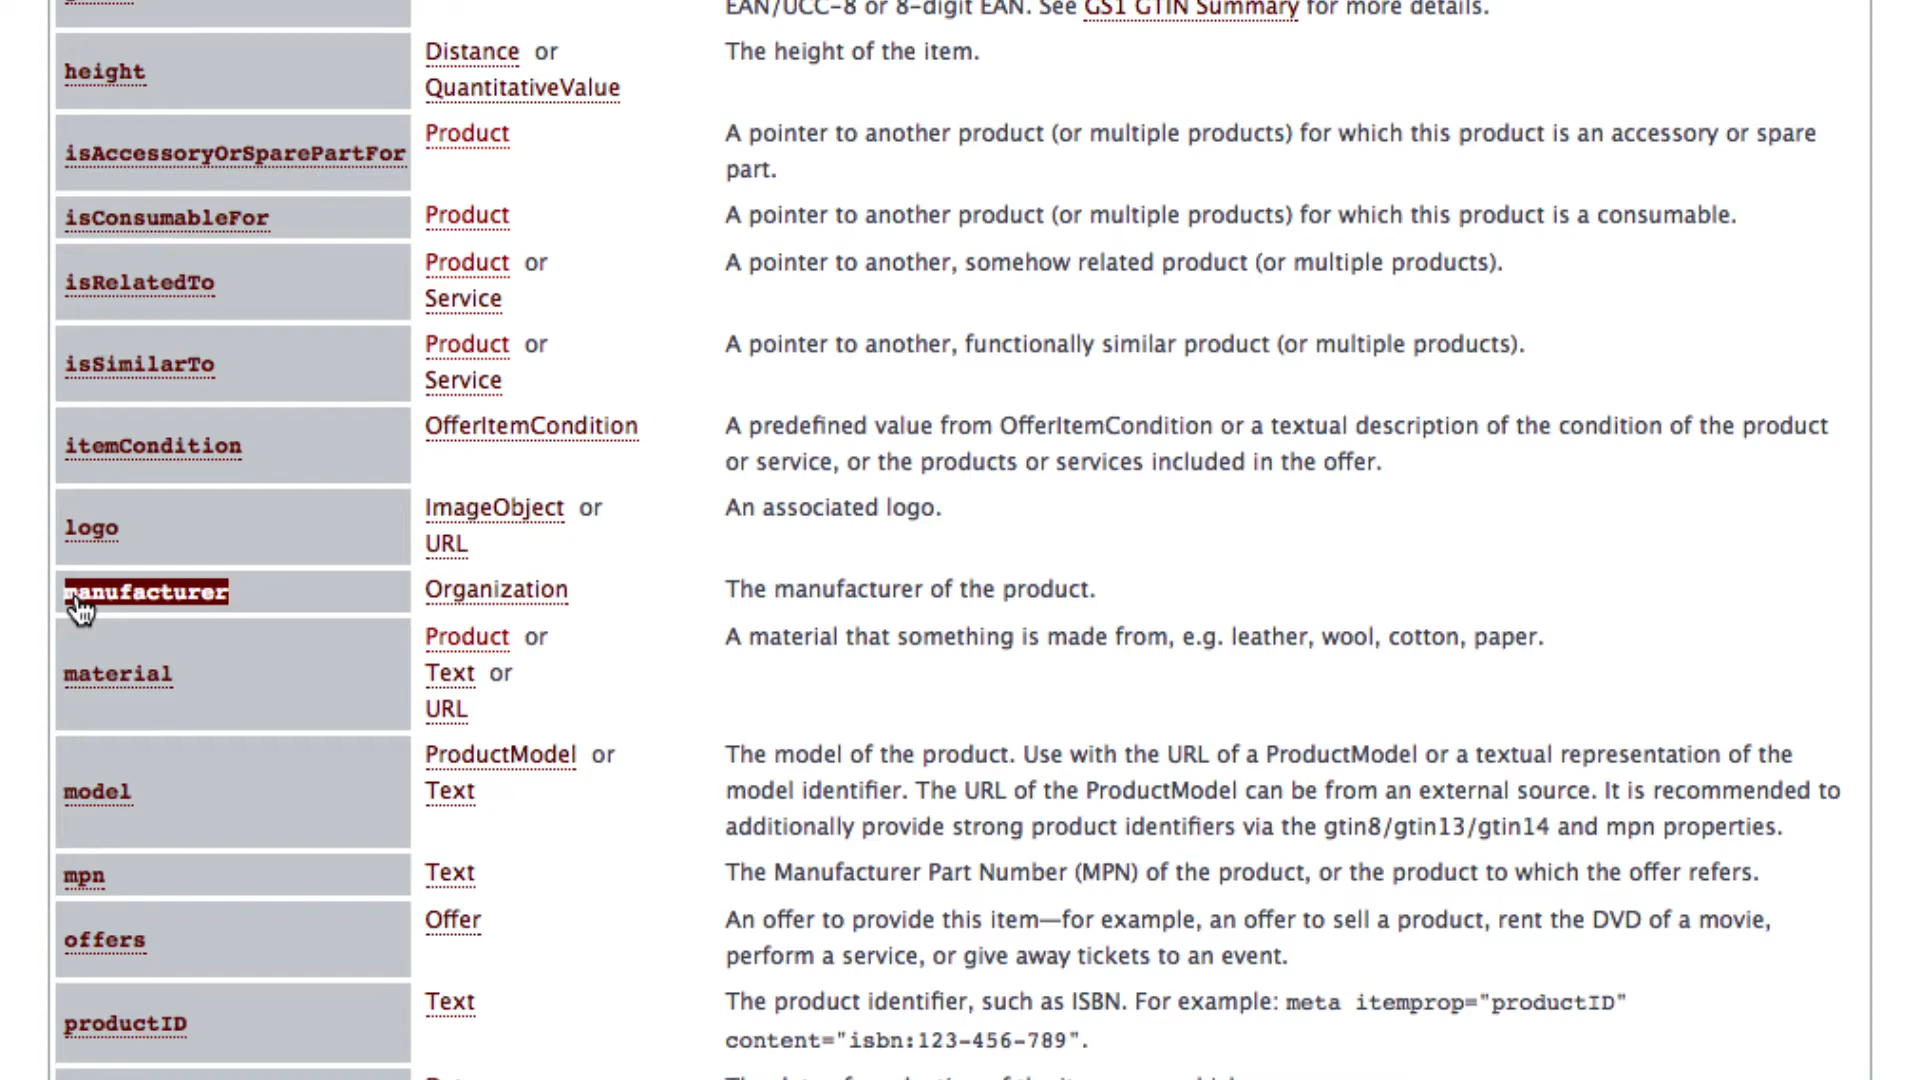 EAN/UCC-8 or 8-digit EAN. See GS1 GTIN Summary for more details.
height
Distance or
QuantitativeValue
The height of the item.
isAccessoryOrSparePartFor
Product
A pointer to another product (or multiple products) for which this product is an accessory or spare
part.
isConsumableFor
Product
A pointer to another product (or multiple products) for which this product is a consumable.
isRelatedTo
Product or
Service
A pointer to another, somehow related product (or multiple products).
isSimilarTo
Product or
Service
A pointer to another, functionally similar product (or multiple products).
itemCondition
OfferItemCondition
A predefined value from OfferItemCondition or a textual description of the condition of the product
or service, or the products or services included in the offer.
logo
ImageObject or
URL
An associated logo.
manufacturer
Organization
The manufacturer of the product.
material
Product or
Text or
URL
A material that something is made from, e.g. leather, wool, cotton, paper.
model
ProductModel or
Text
The model of the product. Use with the URL of a ProductModel or a textual representation of the
model identifier. The URL of the ProductModel can be from an external source. It is recommended to
additionally provide strong product identifiers via the gtin8/gtin13/gtin14 and mpn properties.
mpn
Text
The Manufacturer Part Number (MPN) of the product, or the product to which the offer refers.
offers
Offer
An offer to provide this item—for example, an offer to sell a product, rent the DVD of a movie,
perform a service, or give away tickets to an event.
productID
Text
The product identifier, such as ISBN. For example: meta itemprop="productID"
content="isbn:123-456-789".